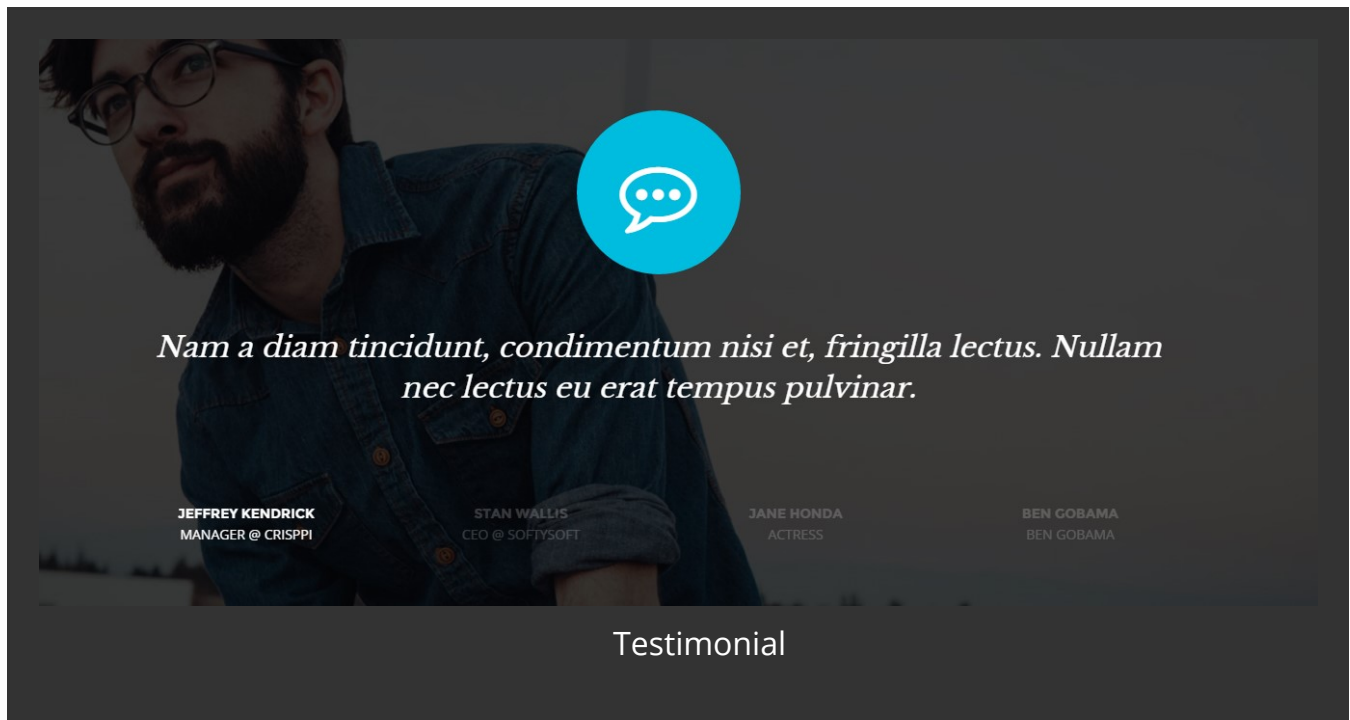 Nam a diam tincidunt, condimentum nisi et, fringilla lectus. Nullam
nec lectus eu erat tempus pulvinar.
JEFFREY KENDRICK
MANAGER @ CRISPPI
STAN WALLIS
CEO @ SOFTYSOFT
JANE HONDA
ACTRESS
BEN GOBAMA
BEN GOBAMA
Testimonial